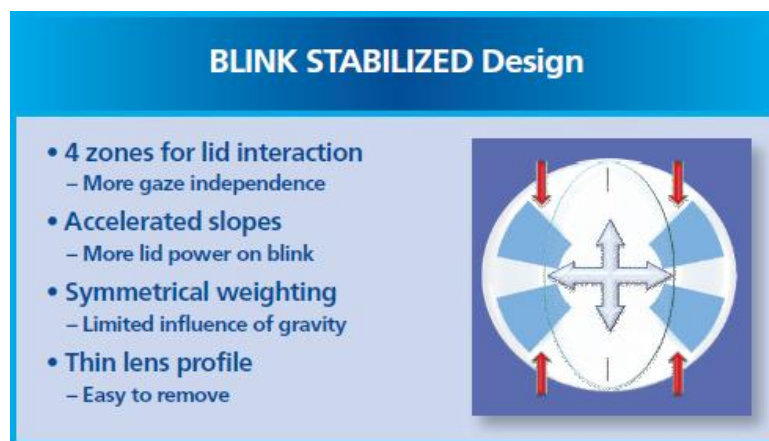 BLINK STABILIZED Design
• 4 zones for lid interaction
– More gaze independence
• Accelerated slopes
– More lid power on blink
• Symmetrical weighting
– Limited influence of gravity
• Thin lens profile
– Easy to remove